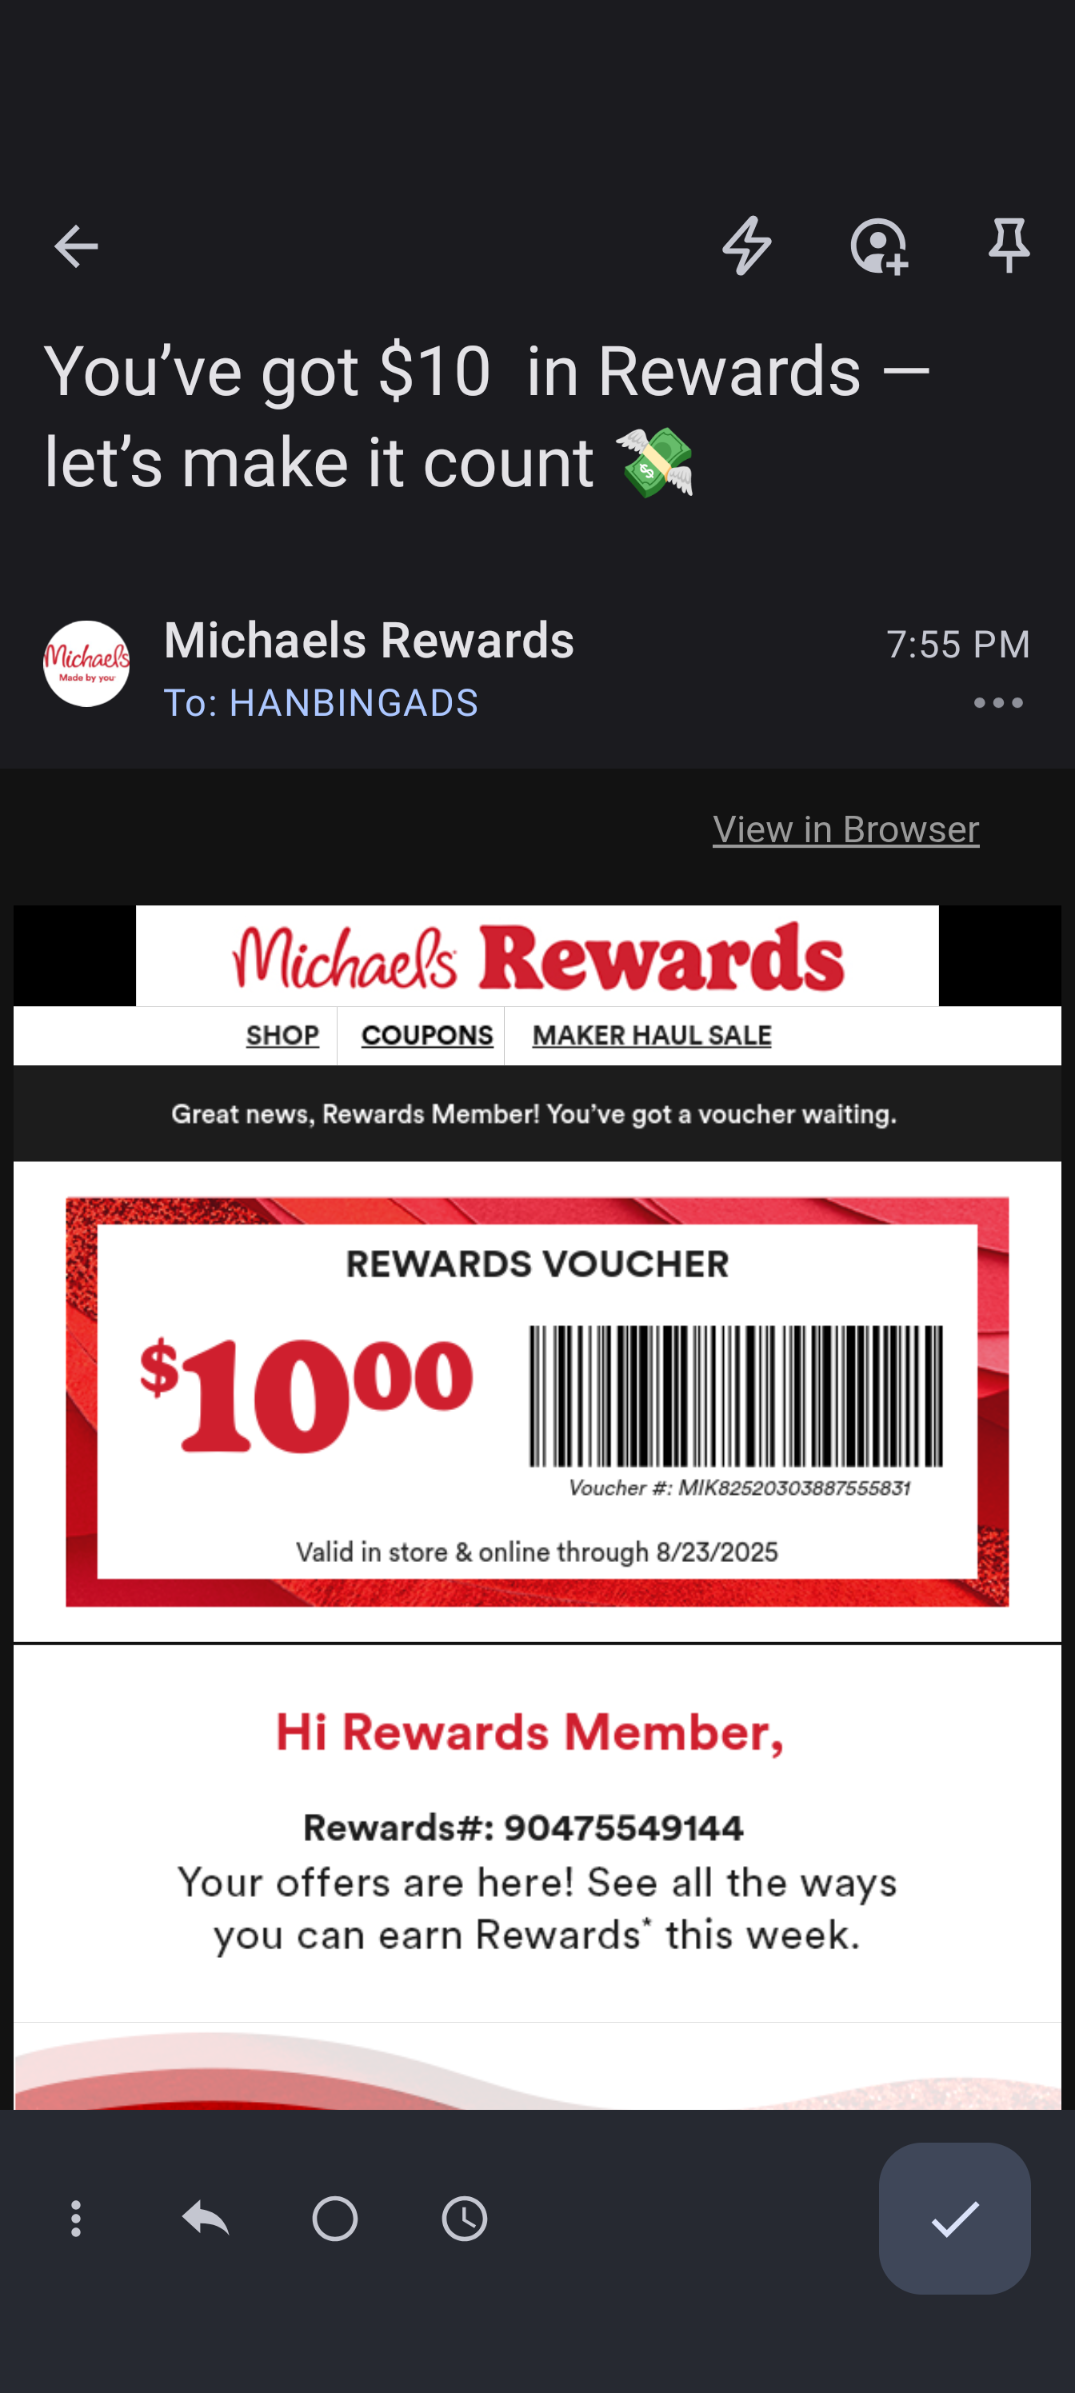 You’ve got $10  in Rewards —
let’s make it count 💸
Michaels
Made by you
Michaels Rewards
7:55 PM
To: HANBINGADS
View in Browser
Michaels Rewards
SHOP
COUPONS
MAKER HAUL SALE
Great news, Rewards Member! You’ve got a voucher waiting.
REWARDS VOUCHER
$10 00
Voucher #: MIK82520303887555831
Valid in store & online through 8/23/2025
Hi Rewards Member,
Rewards#: 90475549144
Your offers are here! See all the ways
you can earn Rewards* this week.